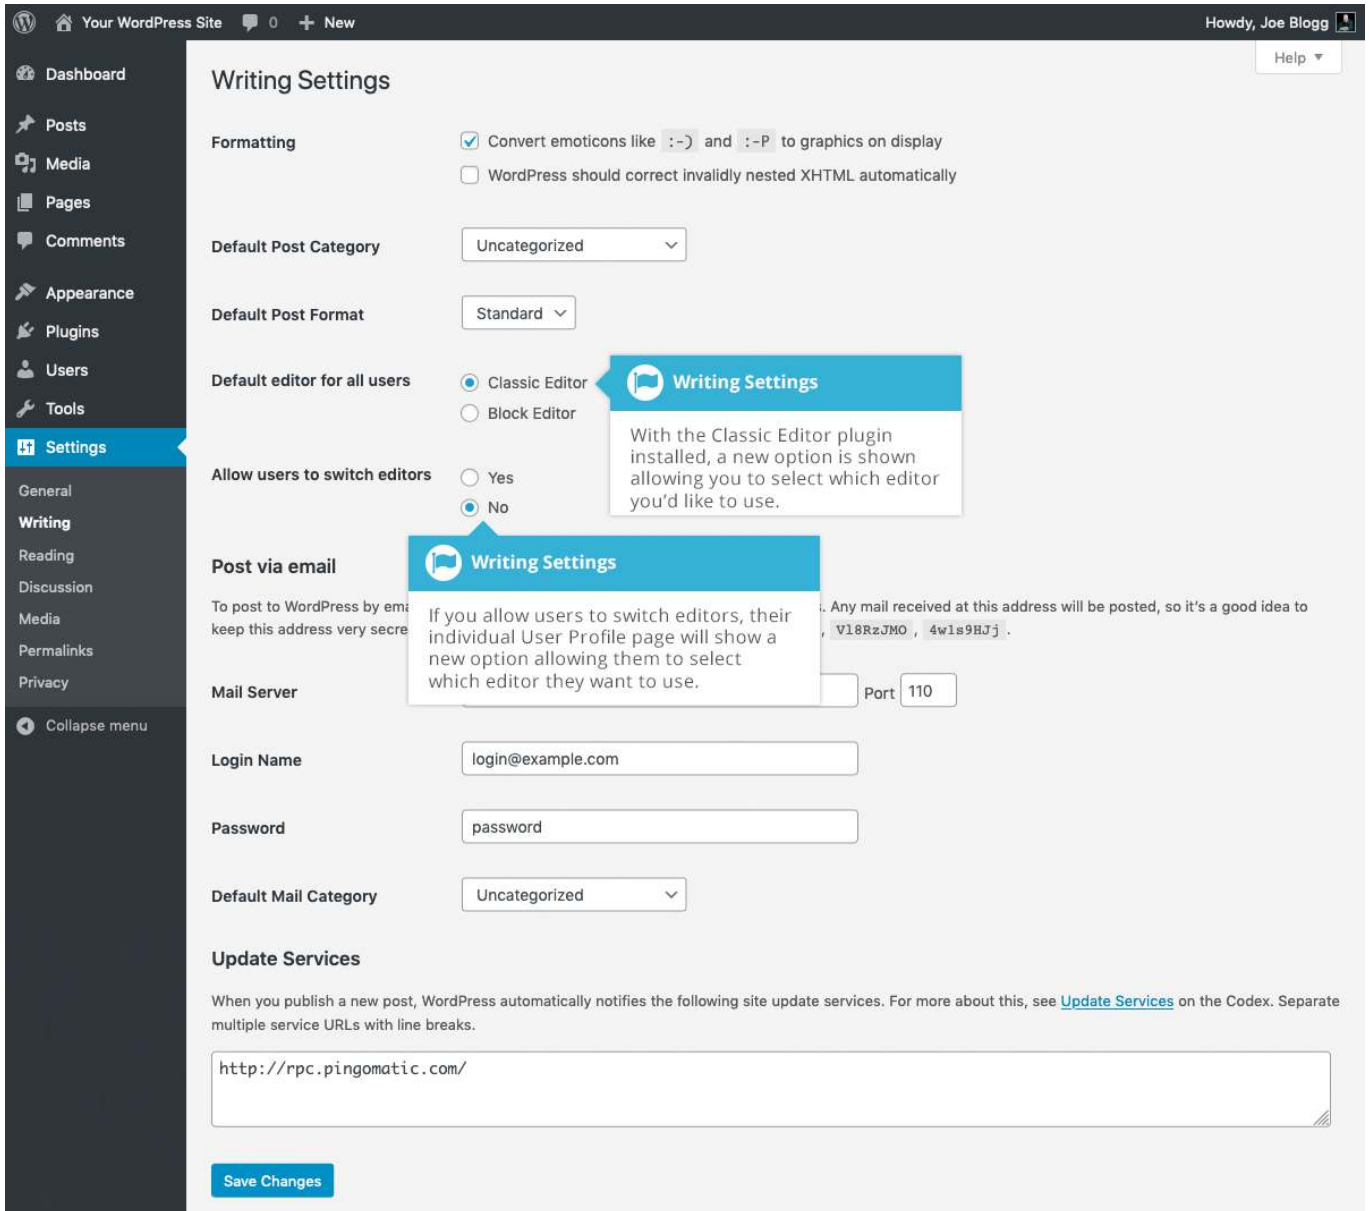 Your WordPress Site 0 + New Howdy, Joe Blogg
Help ▼
Dashboard
Posts
Media
Pages
Comments
Appearance
Plugins
Users
Tools
Settings
General
Writing
Reading
Discussion
Media
Permalinks
Privacy
Collapse menu
Writing Settings
Formatting
Convert emoticons like :-) and :-P to graphics on display
WordPress should correct invalidly nested XHTML automatically
Default Post Category Uncategorized
Default Post Format Standard
Default editor for all users Classic Editor
Block Editor
Writing Settings
With the Classic Editor plugin
installed, a new option is shown
allowing you to select which editor
you'd like to use.
Allow users to switch editors Yes
No
Writing Settings
If you allow users to switch editors, their
individual User Profile page will show a
new option allowing them to select
which editor they want to use.
Post via email
To post to WordPress by . Any mail received at this address will be posted, so it's a good idea to
keep this address very , Vl8RzJMO , 4w1s9HJj .
Mail Server Port 110
Login Name login@example.com
Password password
Default Mail Category Uncategorized
Update Services
When you publish a new post, WordPress automatically notifies the following site update services. For more about this, see Update Services on the Codex. Separate
multiple service URLs with line breaks.
http://rpc.pingomatic.com/
Save Changes